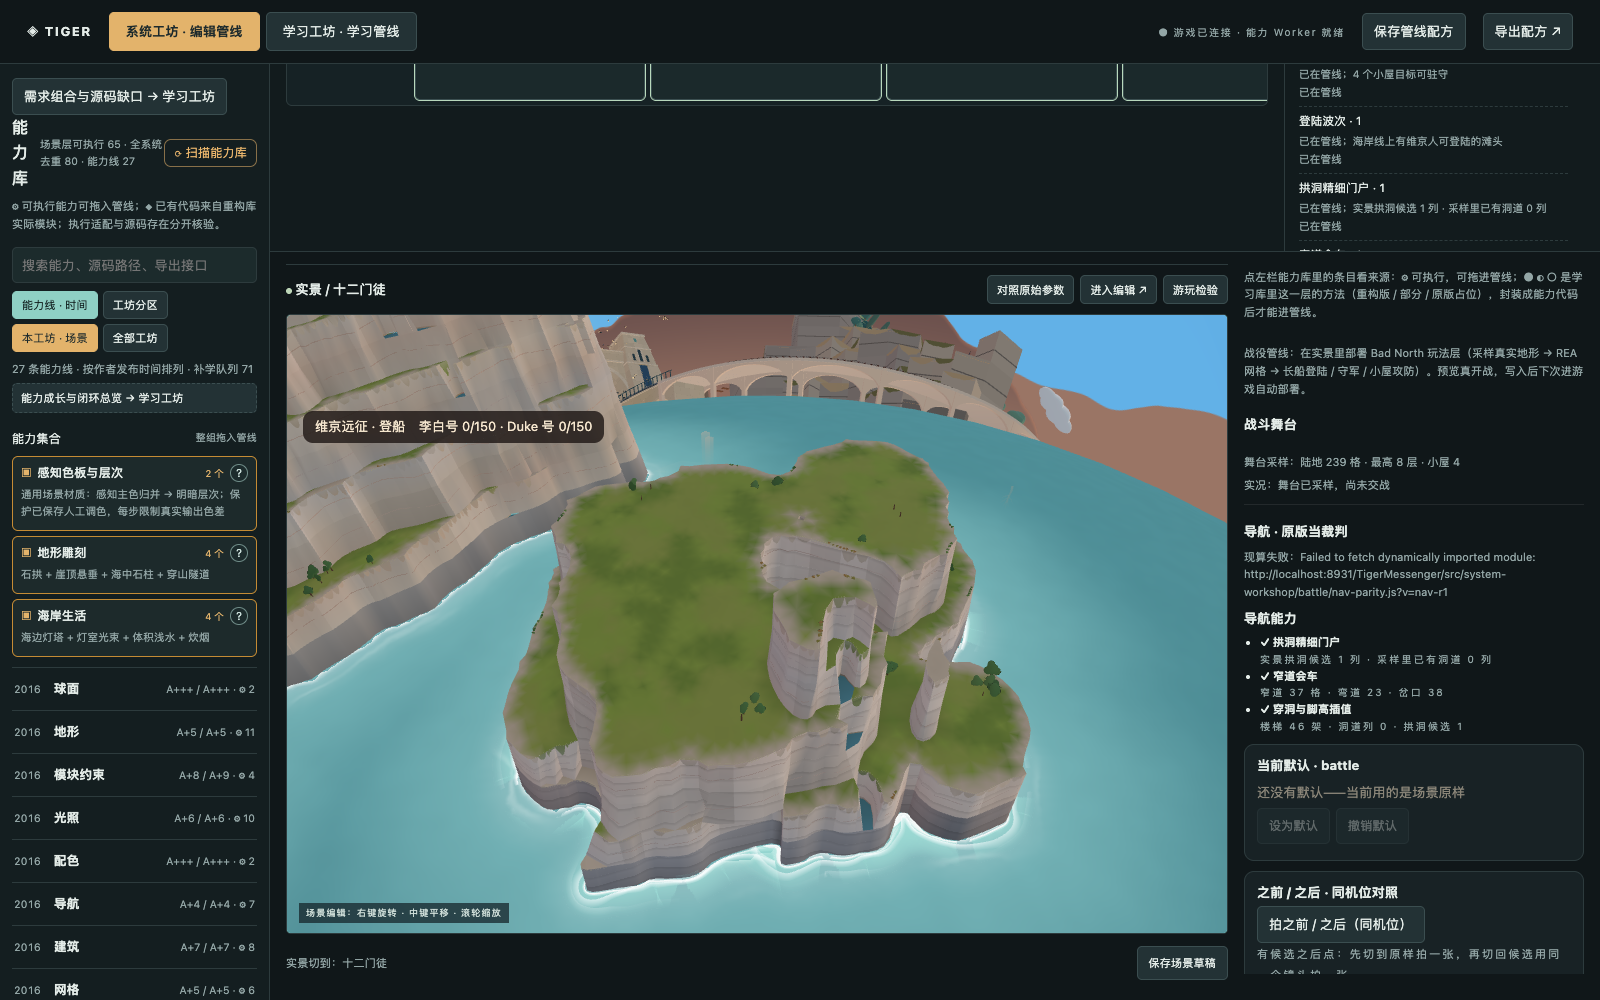 ◈ TIGER
系统工坊 · 编辑管线
学习工坊 · 学习管线
游戏已连接 · 能力 Worker 就绪
保存管线配方
导出配方 ↗
需求组合与源码缺口 → 学习工坊
能力库
场景层可执行 65 · 全系统
去重 80 · 能力线 27
⟳ 扫描能力库
⚙ 可执行能力可拖入管线；◆ 已有代码来自重构库
实际模块；执行适配与源码存在分开核验。
搜索能力、源码路径、导出接口
能力线 · 时间
工坊分区
本工坊 · 场景
全部工坊
27 条能力线 · 按作者发布时间排列 · 补学队列 71
能力成长与闭环总览 → 学习工坊
能力集合
整组拖入管线
▣ 感知色板与层次 2 个 ?
通用场景材质：感知主色归并 → 明暗层次；保
护已保存人工调色，每步限制真实输出色差
▣ 地形雕刻 4 个 ?
石拱 + 崖顶悬垂 + 海中石柱 + 穿山隧道
▣ 海岸生活 4 个 ?
海边灯塔 + 灯室光束 + 体积浅水 + 炊烟
2016 球面 A+++ / A+++ · ⚙ 2
2016 地形 A+5 / A+5 · ⚙ 11
2016 模块约束 A+8 / A+9 · ⚙ 4
2016 光照 A+6 / A+6 · ⚙ 10
2016 配色 A+++ / A+++ · ⚙ 2
2016 导航 A+4 / A+4 · ⚙ 7
2016 建筑 A+7 / A+7 · ⚙ 8
2016 网格 A+5 / A+5 · ⚙ 6
已在管线；4 个小屋目标可驻守
已在管线
登陆波次 · 1
已在管线；海岸线上有维京人可登陆的滩头
已在管线
拱洞精细门户 · 1
已在管线；实景拱洞候选 1 列 · 采样里已有洞道 0 列
已在管线
实景 / 十二门徒
对照原始参数
进入编辑 ↗
游玩检验
维京远征 · 登船 李白号 0/150 · Duke 号 0/150
场景编辑：右键旋转 · 中键平移 · 滚轮缩放
实景切到：十二门徒
保存场景草稿
点左栏能力库里的条目看来源：⚙ 可执行，可拖进管线；● ◐ ○ 是学
习库里这一层的方法（重构版 / 部分 / 原版占位），封装成能力代码
后才能进管线。
战役管线：在实景里部署 Bad North 玩法层（采样真实地形 → REA
网格 → 长船登陆 / 守军 / 小屋攻防）。预览真开战，写入后下次进游
戏自动部署。
战斗舞台
舞台采样：陆地 239 格 · 最高 8 层 · 小屋 4
实况：舞台已采样，尚未交战
导航 · 原版当裁判
现算失败：Failed to fetch dynamically imported module:
http://localhost:8931/TigerMessenger/src/system-
workshop/battle/nav-parity.js?v=nav-r1
导航能力
✓ 拱洞精细门户
实景拱洞候选 1 列 · 采样里已有洞道 0 列
✓ 窄道会车
窄道 37 格 · 弯道 23 · 岔口 38
✓ 穿洞与脚高插值
楼梯 46 架 · 洞道列 0 · 拱洞候选 1
当前默认 · battle
还没有默认——当前用的是场景原样
设为默认
撤销默认
之前 / 之后 · 同机位对照
拍之前 / 之后（同机位）
有候选之后点：先切到原样拍一张，再切回候选用同